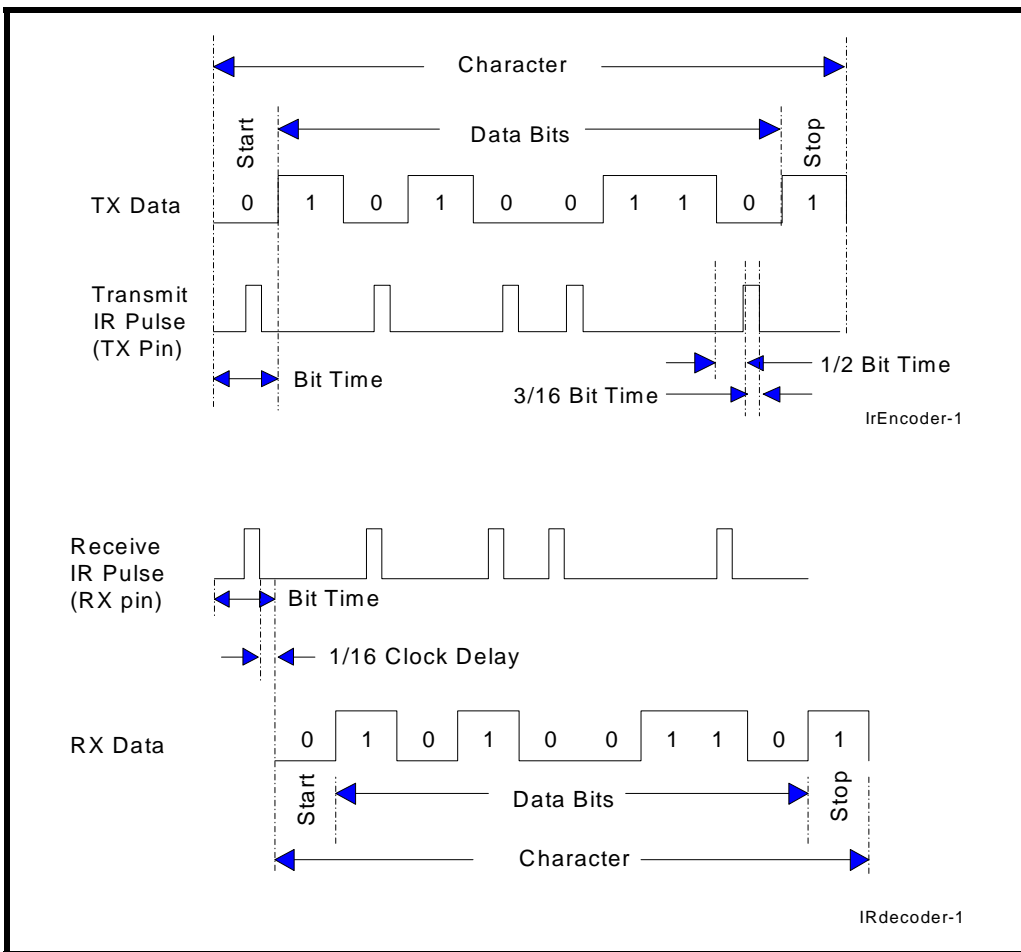 Character
Start
Data Bits
Stop
TX Data
0 1 0 1 0 0 1 1 0 1
Transmit
IR Pulse
(TX Pin)
Bit Time
1/2 Bit Time
3/16 Bit Time
IrEncoder-1
Receive
IR Pulse
(RX pin)
Bit Time
1/16 Clock Delay
RX Data
0 1 0 1 0 0 1 1 0 1
Start
Data Bits
Stop
Character
IRdecoder-1